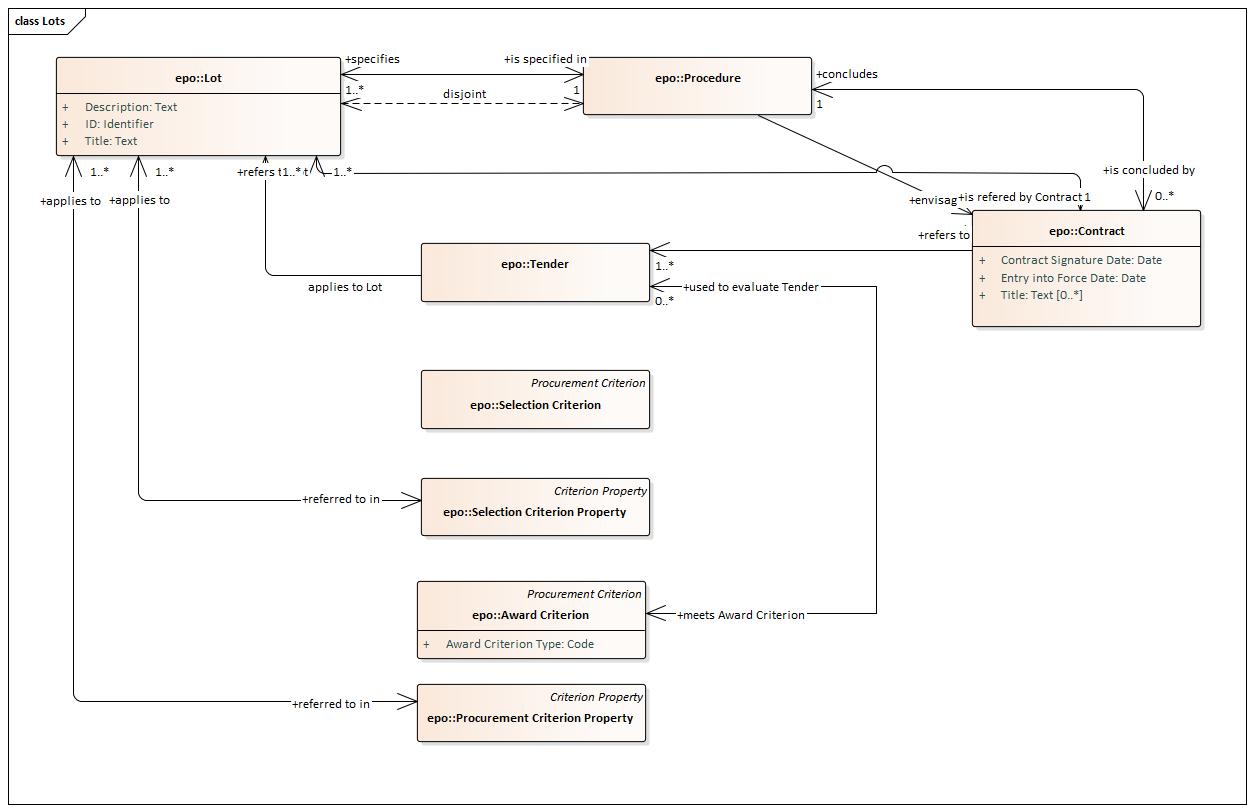 class Lots
epo::Lot
+ Description: Text
+ ID: Identifier
+ Title: Text
+specifies
1..*
+is specified in
1
disjoint
epo::Procedure
+concludes
1
+is concluded by
0..*
+applies to
1..*
+applies to
1..*
+refers t
1..*
1..*
+envisag
+is refered by Contract
1
epo::Contract
+ Contract Signature Date: Date
+ Entry into Force Date: Date
+ Title: Text [0..*]
+refers to
1..*
epo::Tender
applies to Lot
+used to evaluate Tender
0..*
Procurement Criterion
epo::Selection Criterion
Criterion Property
epo::Selection Criterion Property
+referred to in
Procurement Criterion
epo::Award Criterion
+ Award Criterion Type: Code
+meets Award Criterion
Criterion Property
epo::Procurement Criterion Property
+referred to in